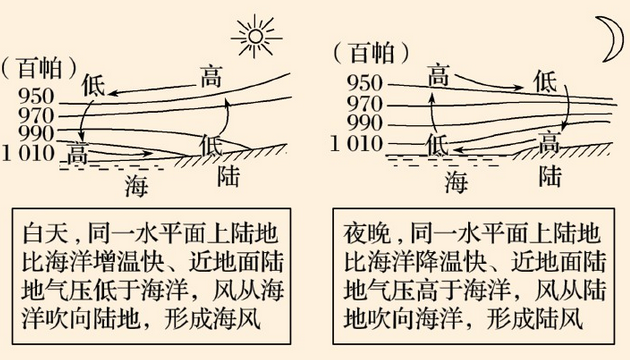 （百帕）
低 高
950
970
990
1 010
高 低
海 陆
白天，同一水平面上陆地
比海洋增温快、近地面陆
地气压低于海洋，风从海
洋吹向陆地，形成海风
（百帕）
高 低
950
970
990
1 010
低 高
海 陆
夜晚，同一水平面上陆地
比海洋降温快、近地面陆
地气压高于海洋，风从陆
地吹向海洋，形成陆风